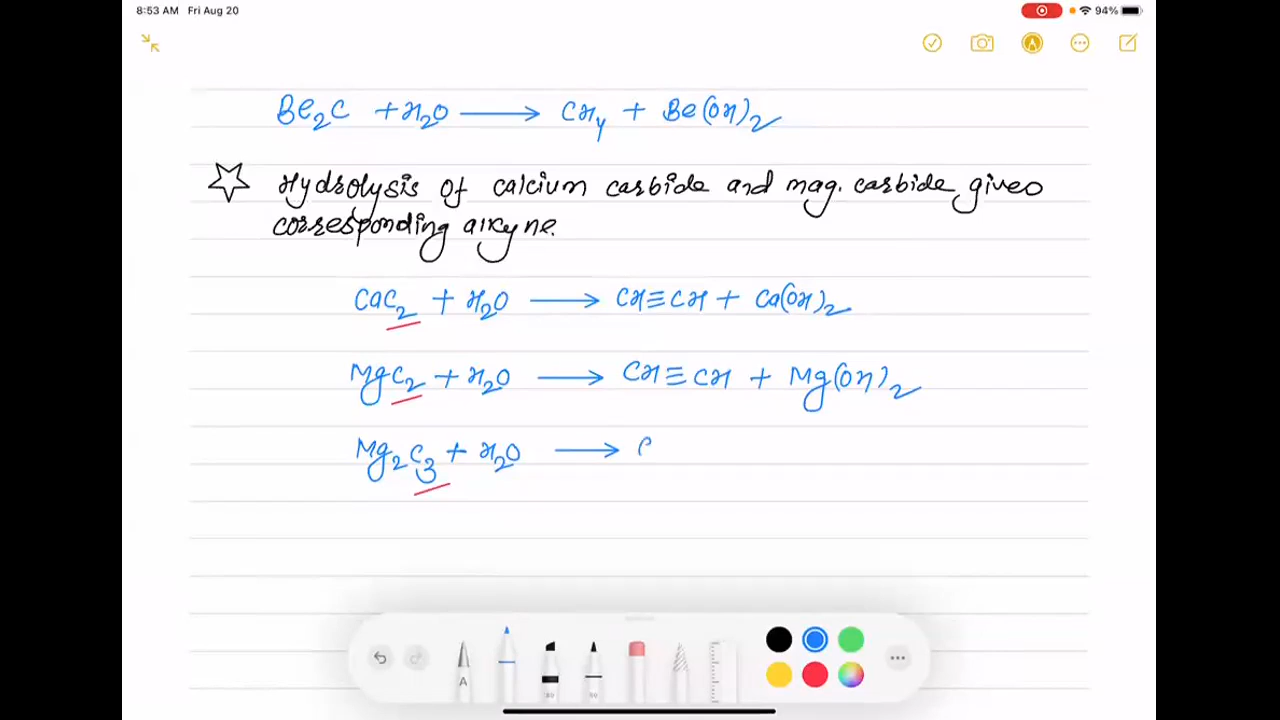 8:53 AM Fri Aug 20
94%
Be₂C + H₂O ⟶ CH₄ + Be(OH)₂
☆ Hydrolysis of calcium carbide and mag. carbide gives
corresponding alkyne.
CaC₂ + H₂O ⟶ CH≡CH + Ca(OH)₂
MgC₂ + H₂O ⟶ CH≡CH + Mg(OH)₂
Mg₂C₃ + H₂O ⟶ C
A